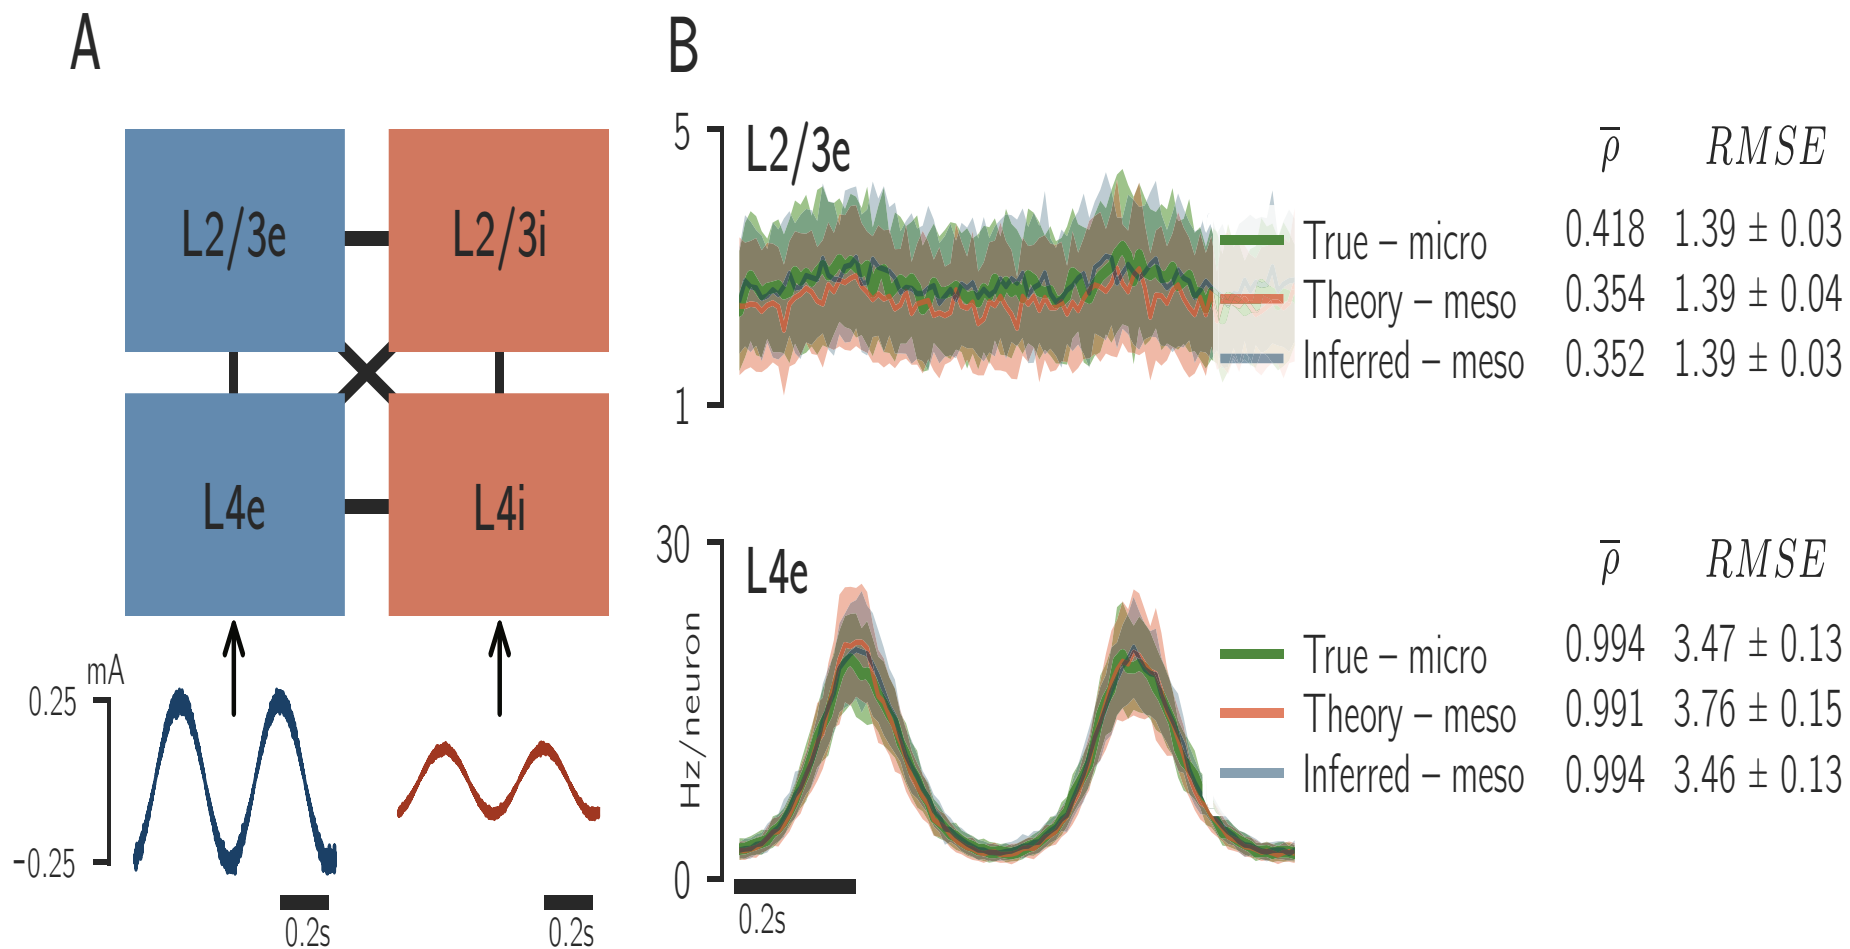 A
L2/3e
L2/3i
L4e
L4i
mA
0.25
−0.25
0.2s
0.2s
B
5
L2/3e
1
ρ̅ RMSE
True – micro 0.418 1.39 ± 0.03
Theory – meso 0.354 1.39 ± 0.04
Inferred – meso 0.352 1.39 ± 0.03
30
L4e
Hz/neuron
0
0.2s
ρ̅ RMSE
True – micro 0.994 3.47 ± 0.13
Theory – meso 0.991 3.76 ± 0.15
Inferred – meso 0.994 3.46 ± 0.13